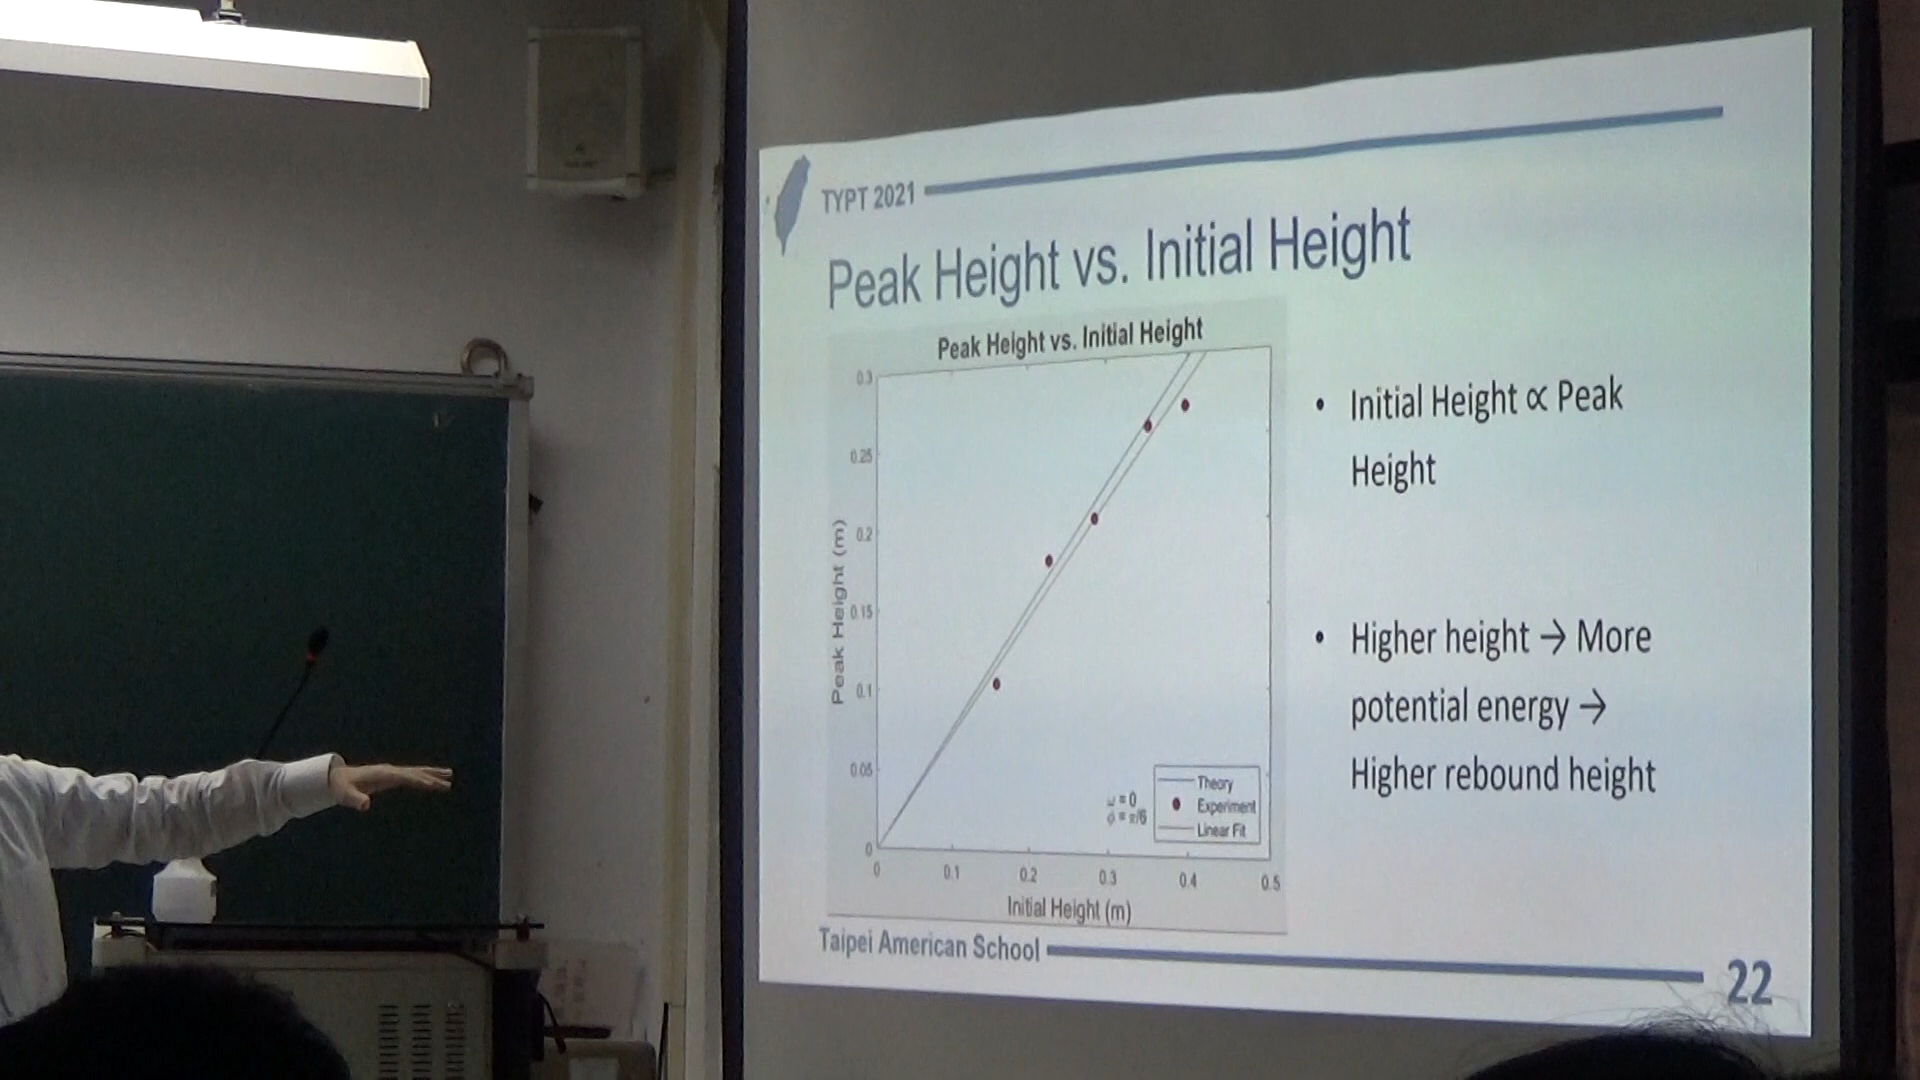 TYPT 2021
Peak Height vs. Initial Height
Peak Height vs. Initial Height
0.3
0.25
0.2
0.15
0.1
0.05
0
Peak Height (m)
0
0.1
0.2
0.3
0.4
0.5
Initial Height (m)
ω = 0
ϕ = π/6
Theory
Experiment
Linear Fit
• Initial Height ∝ Peak
Height
• Higher height → More
potential energy →
Higher rebound height
Taipei American School
22